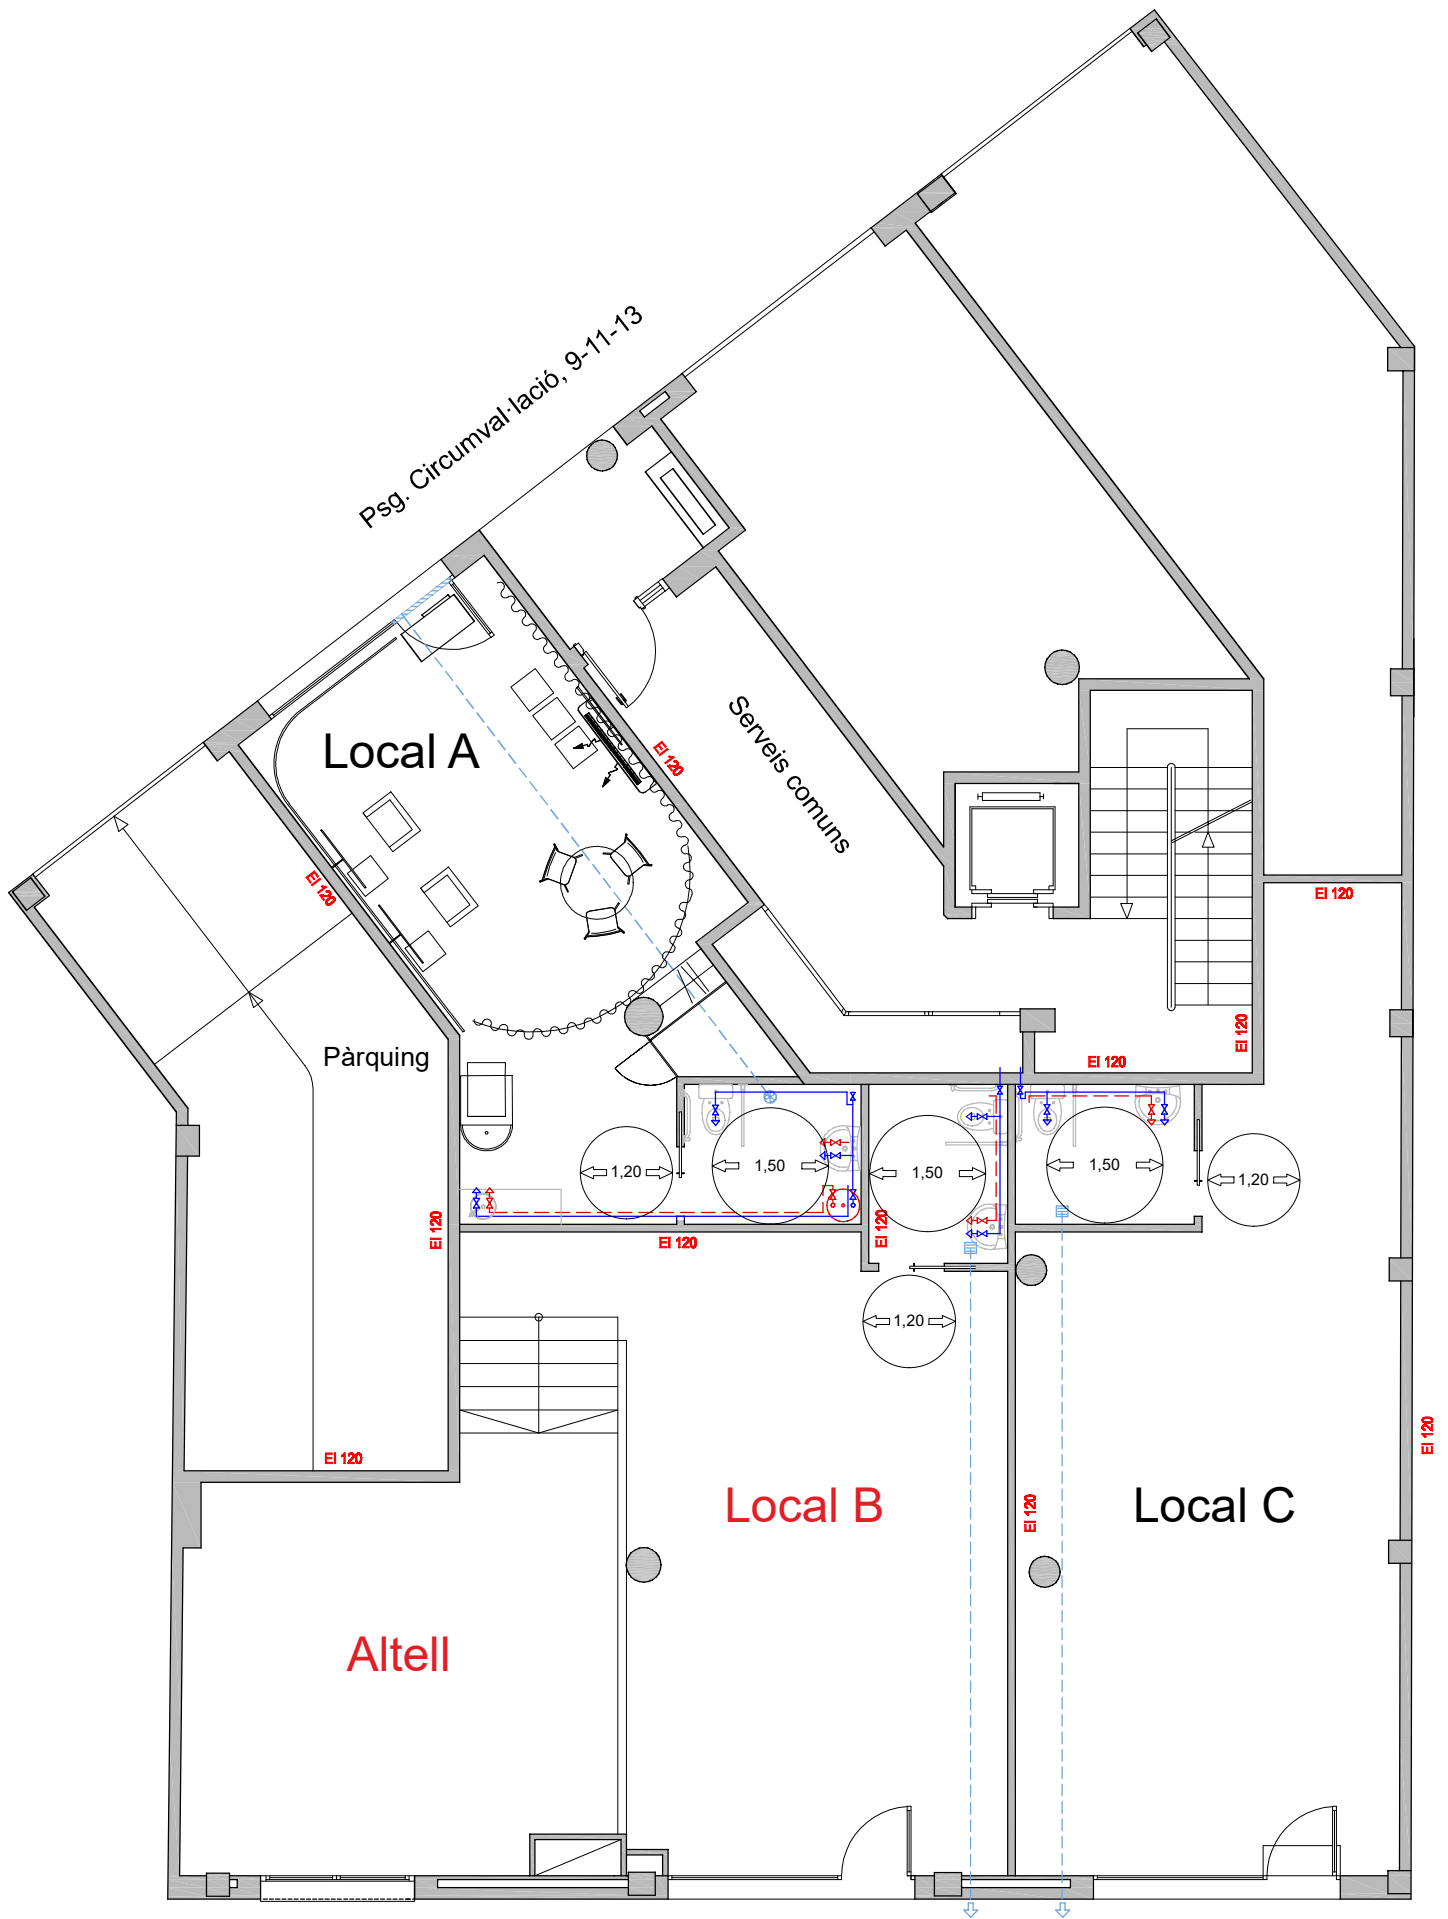 Psg. Circumval·lació, 9-11-13
Local A
EI 120
Serveis comuns
EI 120
EI 120
EI 120
Pàrquing
EI 120
1,20
1,50
1,50
1,50
1,20
EI 120
EI 120
EI 120
1,20
EI 120
EI 120
Local B
EI 120
Local C
Altell